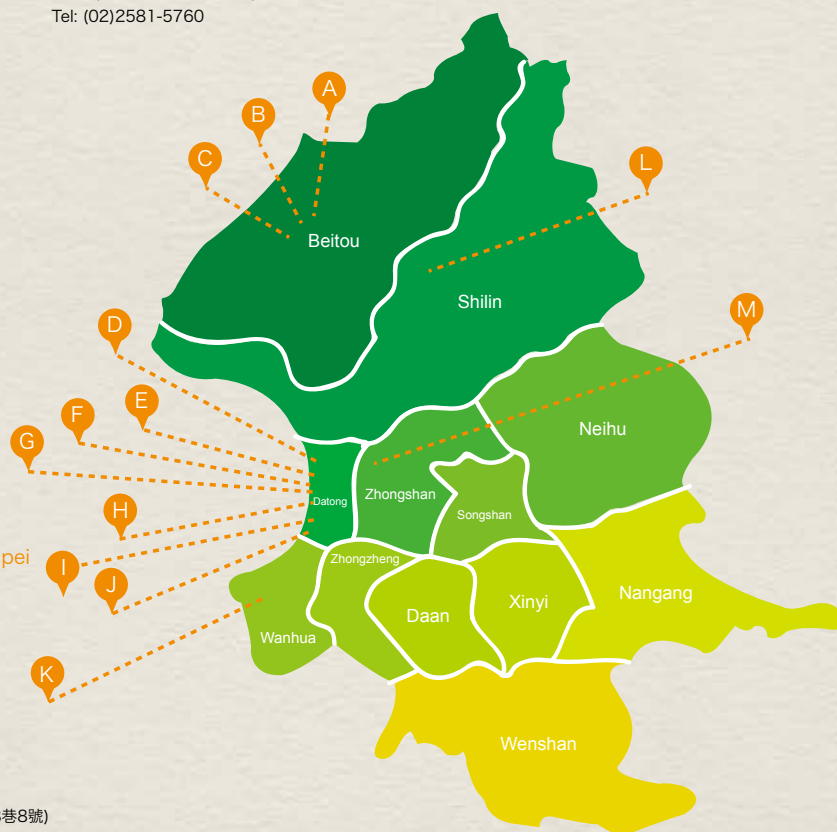 Tel: (02)2581-5760
A
B
C
L
Beitou
Shilin
M
D
E
F
G
Neihu
Datong
Zhongshan
Songshan
H
I
J
pei
Zhongzheng
Nangang
Xinyi
Daan
Wanhua
K
Wenshan
巷8號)